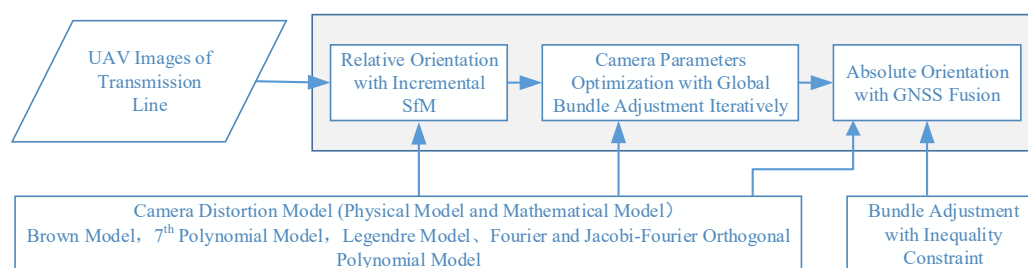 UAV Images of
Transmission
Line
Relative Orientation
with Incremental
SfM
Camera Parameters
Optimization with Global
Bundle Adjustment Iteratively
Absolute Orientation
with GNSS Fusion
Camera Distortion Model (Physical Model and Mathematical Model）
Brown Model，7th Polynomial Model，Legendre Model、Fourier and Jacobi-Fourier Orthogonal
Polynomial Model
Bundle Adjustment
with Inequality
Constraint